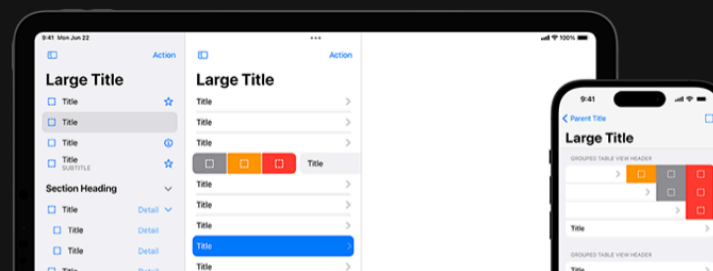 9:41 Mon Jun 22
100%
Action
Large Title
Title
Title
Title
Title
SUBTITLE
Section Heading
Title Detail
Title Detail
Title Detail
Action
Large Title
Title
Title
Title
Title
Title
Title
Title
Title
Title
9:41
Parent Title
Large Title
GROUPED TABLE VIEW HEADER
Title
GROUPED TABLE VIEW HEADER
Title